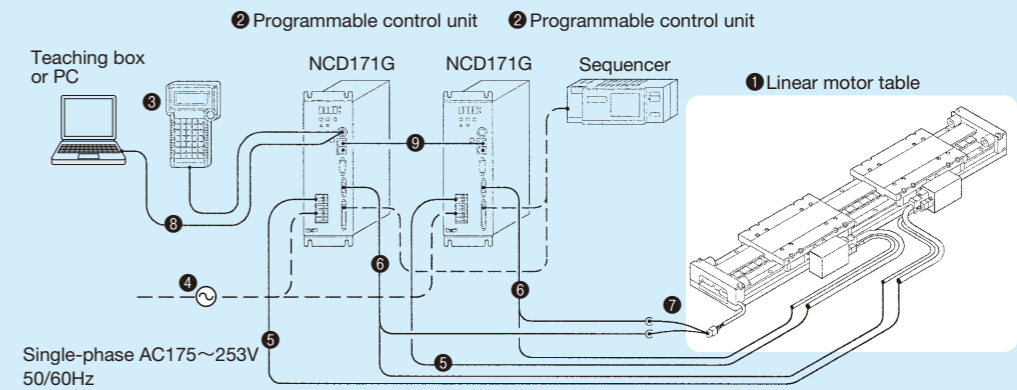 ❷ Programmable control unit
❷ Programmable control unit
Teaching box
or PC
❸
NCD171G
NCD171G
Sequencer
❶ Linear motor table
❾
❽
❻
❻
❼
❹
❺
❺
Single-phase AC175～253V
50/60Hz